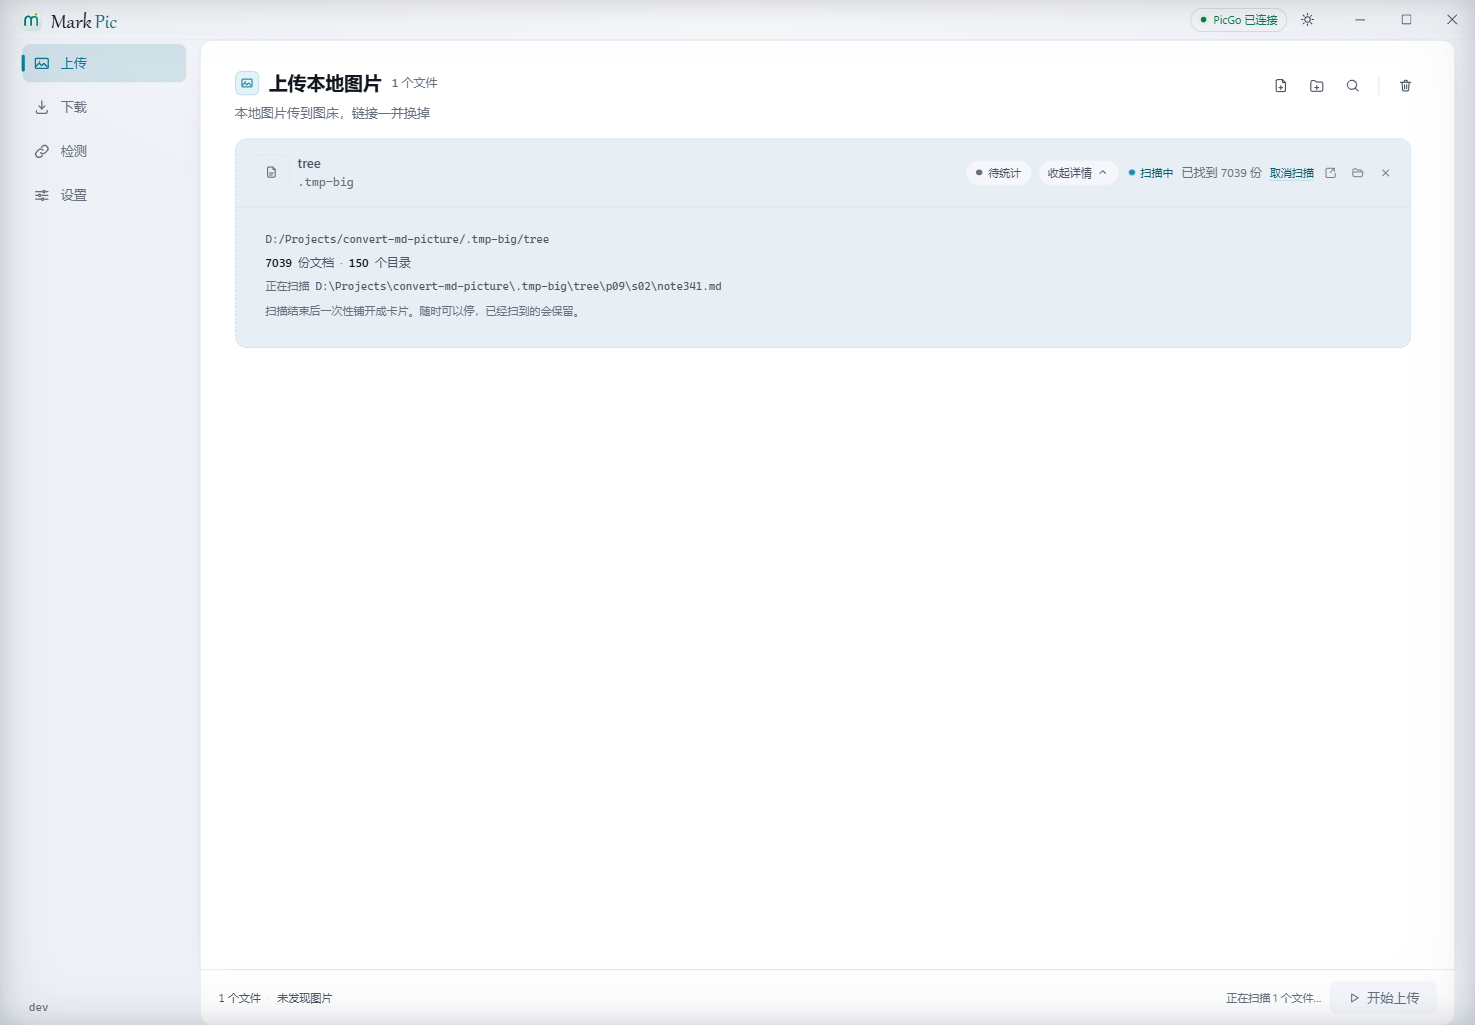 Mark Pic
PicGo 已连接
上传
下载
检测
设置
上传本地图片 1 个文件
本地图片传到图床，链接一并换掉
tree
.tmp-big
待统计 收起详情 扫描中 已找到 7039 份 取消扫描
D:/Projects/convert-md-picture/.tmp-big/tree
7039 份文档 · 150 个目录
正在扫描 D:\Projects\convert-md-picture\.tmp-big\tree\p09\s02\note341.md
扫描结束后一次性铺开成卡片。随时可以停，已经扫到的会保留。
dev
1 个文件 · 未发现图片
正在扫描 1 个文件...
开始上传